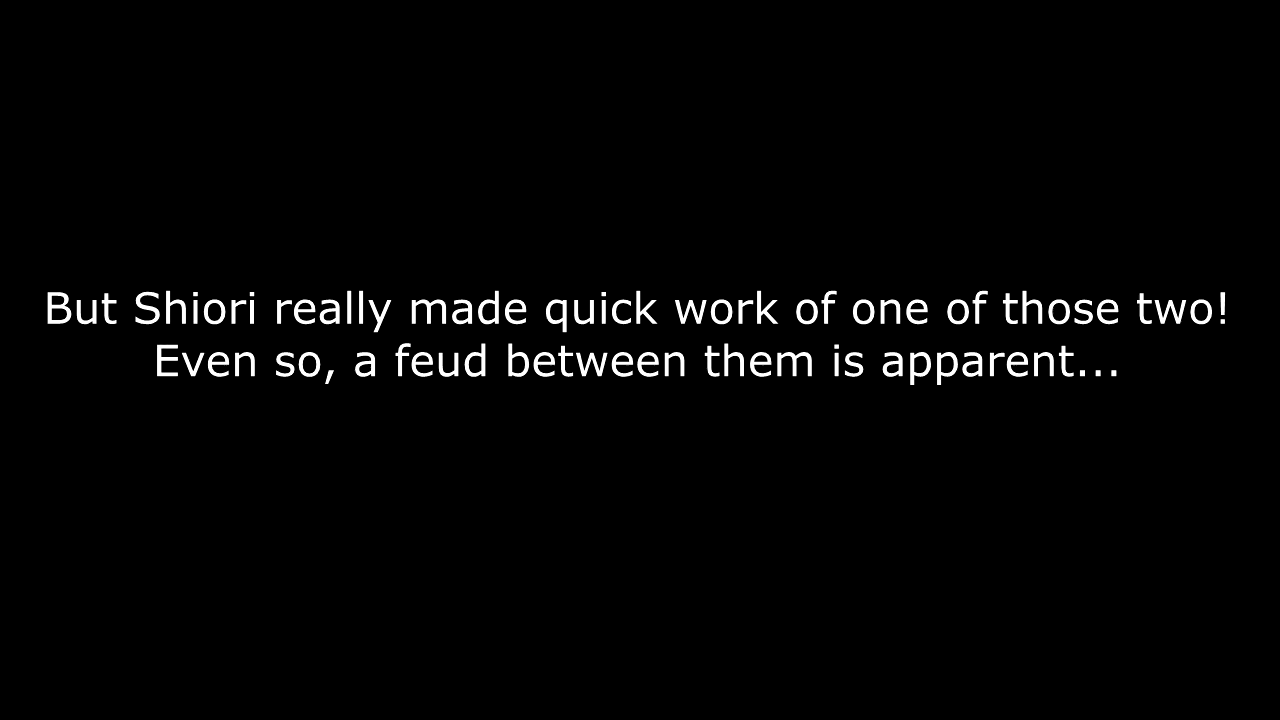 But Shiori really made quick work of one of those two!
Even so, a feud between them is apparent...